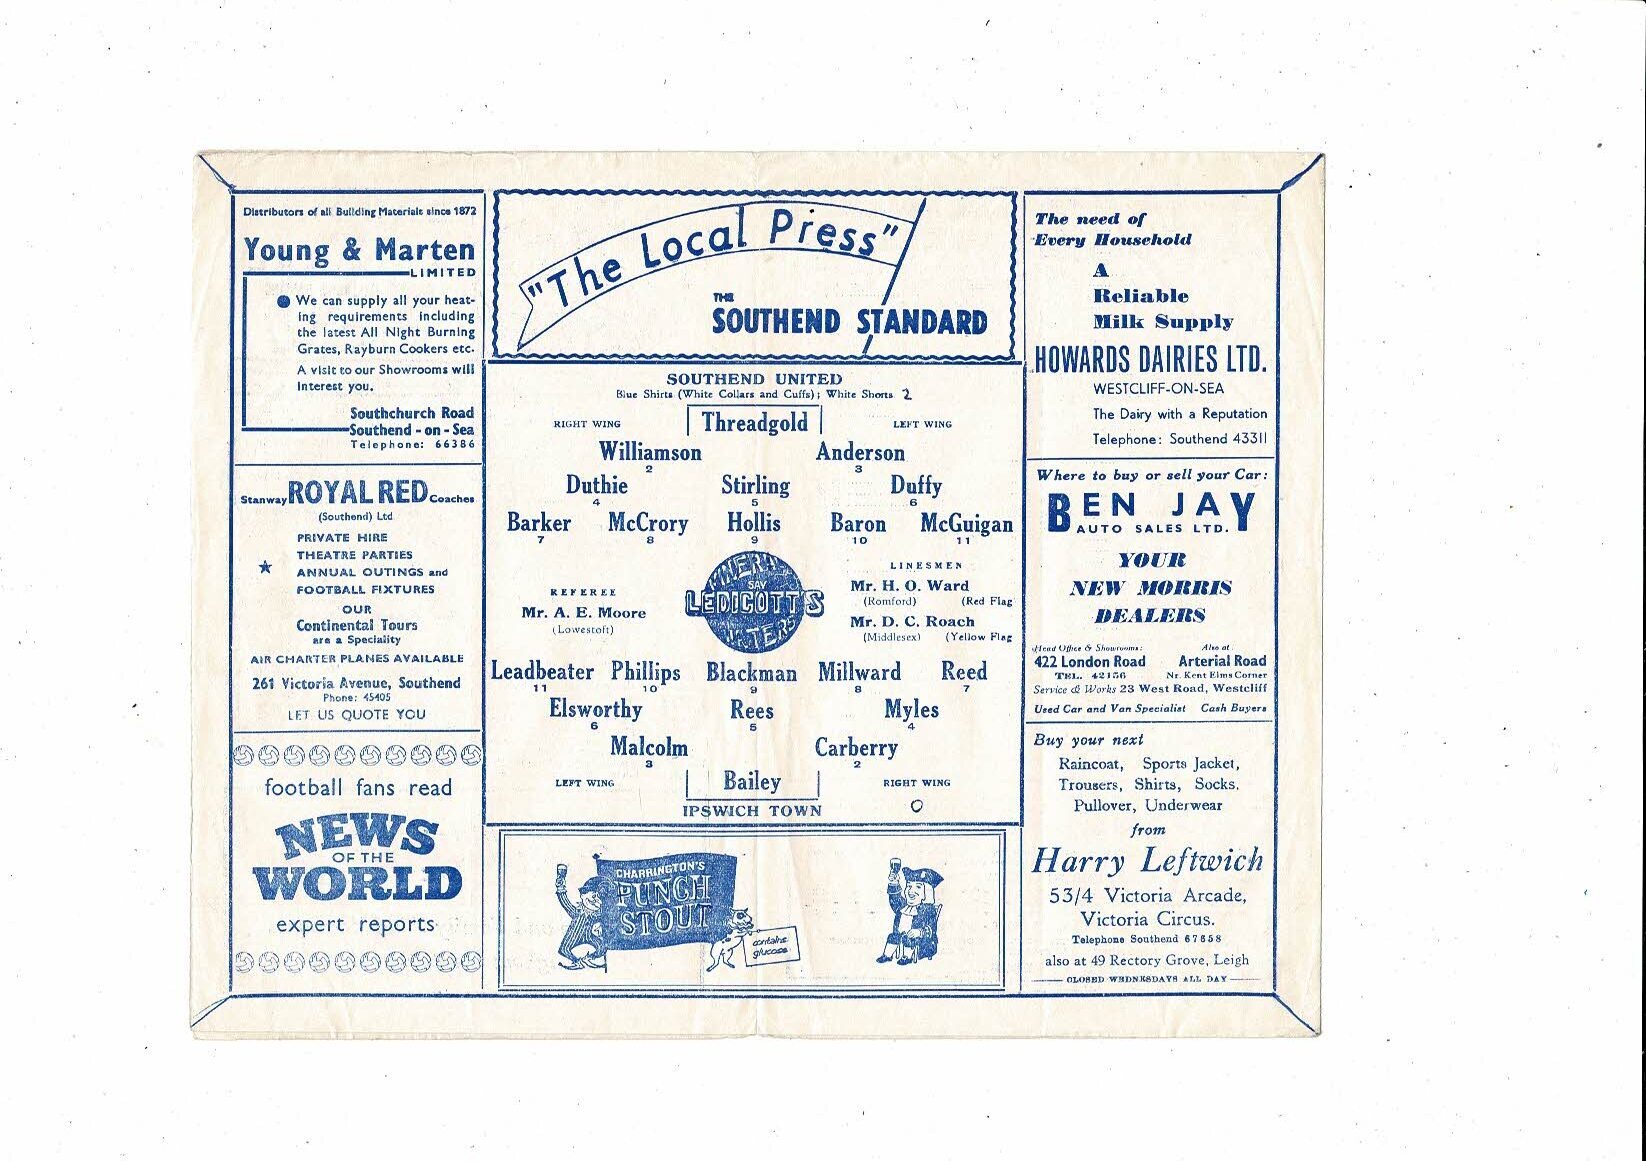 Distributors of all Building Materials since 1872
Young & Marten
LIMITED
We can supply all your heat-
ing requirements including
the latest All Night Burning
Grates, Rayburn Cookers etc.
A visit to our Showrooms will
interest you.
Southchurch Road
Southend - on - Sea
Telephone: 66386
Stanway ROYAL RED Coaches
(Southend) Ltd
PRIVATE HIRE
THEATRE PARTIES
ANNUAL OUTINGS and
FOOTBALL FIXTURES
OUR
Continental Tours
are a Speciality
AIR CHARTER PLANES AVAILABLE
261 Victoria Avenue, Southend
Phone: 45405
LET US QUOTE YOU
football fans read
NEWS
OF THE
WORLD
expert reports
"The Local Press"
THE
SOUTHEND STANDARD
SOUTHEND UNITED
Blue Shirts (White Collars and Cuffs); White Shorts 2
RIGHT WING Threadgold LEFT WING
Williamson Anderson
2 3
Duthie Stirling Duffy
4 5 6
Barker McCrory Hollis Baron McGuigan
7 8 9 10 11
REFEREE
Mr. A. E. Moore
(Lowestoft)
MINERAL
SAY
LEDICOTT'S
WATERS
LINESMEN
Mr. H. O. Ward
(Romford) (Red Flag
Mr. D. C. Roach
(Middlesex) (Yellow Flag
Leadbeater Phillips Blackman Millward Reed
11 10 9 8 7
Elsworthy Rees Myles
6 5 4
Malcolm Carberry
3 2
LEFT WING Bailey RIGHT WING
IPSWICH TOWN 0
CHARRINGTON'S
PUNCH
STOUT
contains
glucose
The need of
Every Household
A
Reliable
Milk Supply
HOWARDS DAIRIES LTD.
WESTCLIFF-ON-SEA
The Dairy with a Reputation
Telephone: Southend 43311
Where to buy or sell your Car:
BEN JAY
AUTO SALES LTD.
YOUR
NEW MORRIS
DEALERS
Head Office & Showrooms: Also at
422 London Road Arterial Road
TEL. 42156 Nr. Kent Elms Corner
Service & Works 23 West Road, Westcliff
Used Car and Van Specialist Cash Buyers
Buy your next
Raincoat, Sports Jacket,
Trousers, Shirts, Socks.
Pullover, Underwear
from
Harry Leftwich
53/4 Victoria Arcade,
Victoria Circus.
Telephone Southend 67658
also at 49 Rectory Grove, Leigh
CLOSED WEDNESDAYS ALL DAY